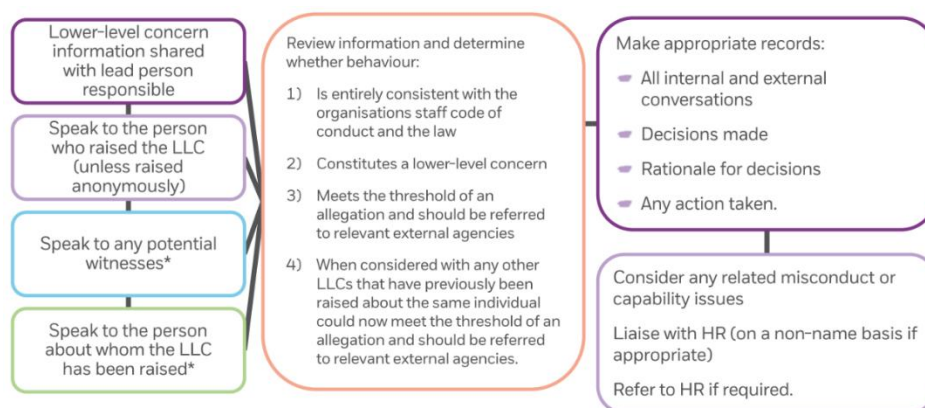 Lower-level concern
information shared
with lead person
responsible
Speak to the person
who raised the LLC
(unless raised
anonymously)
Speak to any potential
witnesses*
Speak to the person
about whom the LLC
has been raised*
Review information and determine
whether behaviour:
1) Is entirely consistent with the
organisations staff code of
conduct and the law
2) Constitutes a lower-level concern
3) Meets the threshold of an
allegation and should be referred
to relevant external agencies
4) When considered with any other
LLCs that have previously been
raised about the same individual
could now meet the threshold of an
allegation and should be referred
to relevant external agencies.
Make appropriate records:
All internal and external
conversations
Decisions made
Rationale for decisions
Any action taken.
Consider any related misconduct or
capability issues
Liaise with HR (on a non-name basis if
appropriate)
Refer to HR if required.